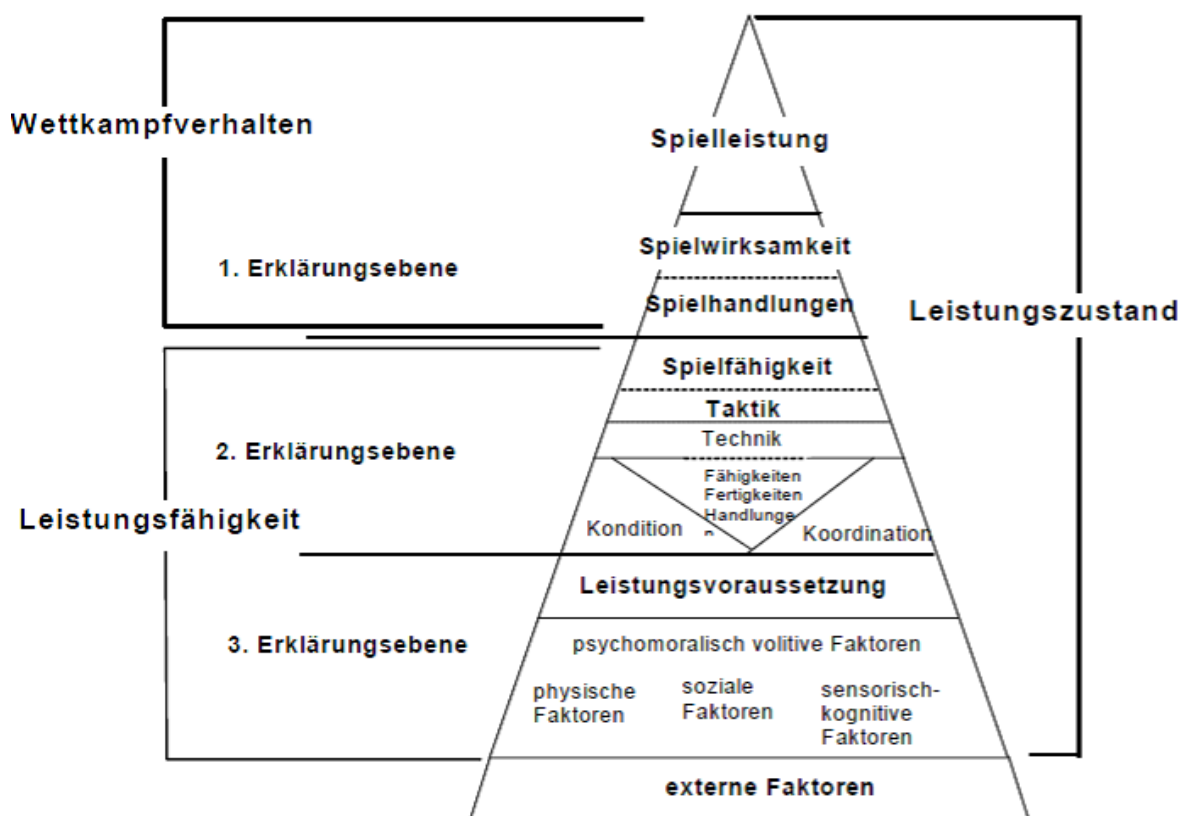 Wettkampfverhalten
Spielleistung
Spielwirksamkeit
1. Erklärungsebene
Spielhandlungen
Leistungszustand
Spielfähigkeit
Taktik
Technik
2. Erklärungsebene
Fähigkeiten
Fertigkeiten
Handlunge
n
Leistungsfähigkeit
Kondition
Koordination
Leistungsvoraussetzung
3. Erklärungsebene
psychomoralisch volitive Faktoren
physische
Faktoren
soziale
Faktoren
sensorisch-
kognitive
Faktoren
externe Faktoren